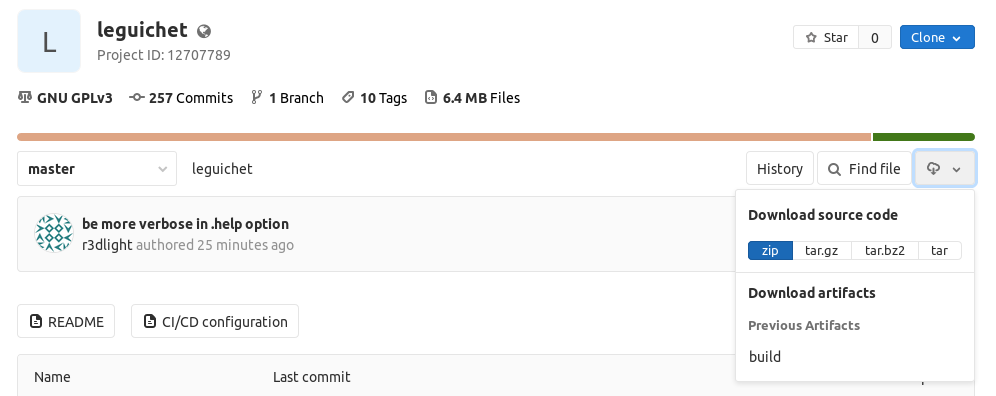 L
leguichet
Project ID: 12707789
Star 0 Clone
GNU GPLv3 257 Commits 1 Branch 10 Tags 6.4 MB Files
master leguichet History Find file
be more verbose in .help option
r3dlight authored 25 minutes ago
Download source code
zip tar.gz tar.bz2 tar
Download artifacts
Previous Artifacts
build
README CI/CD configuration
Name Last commit